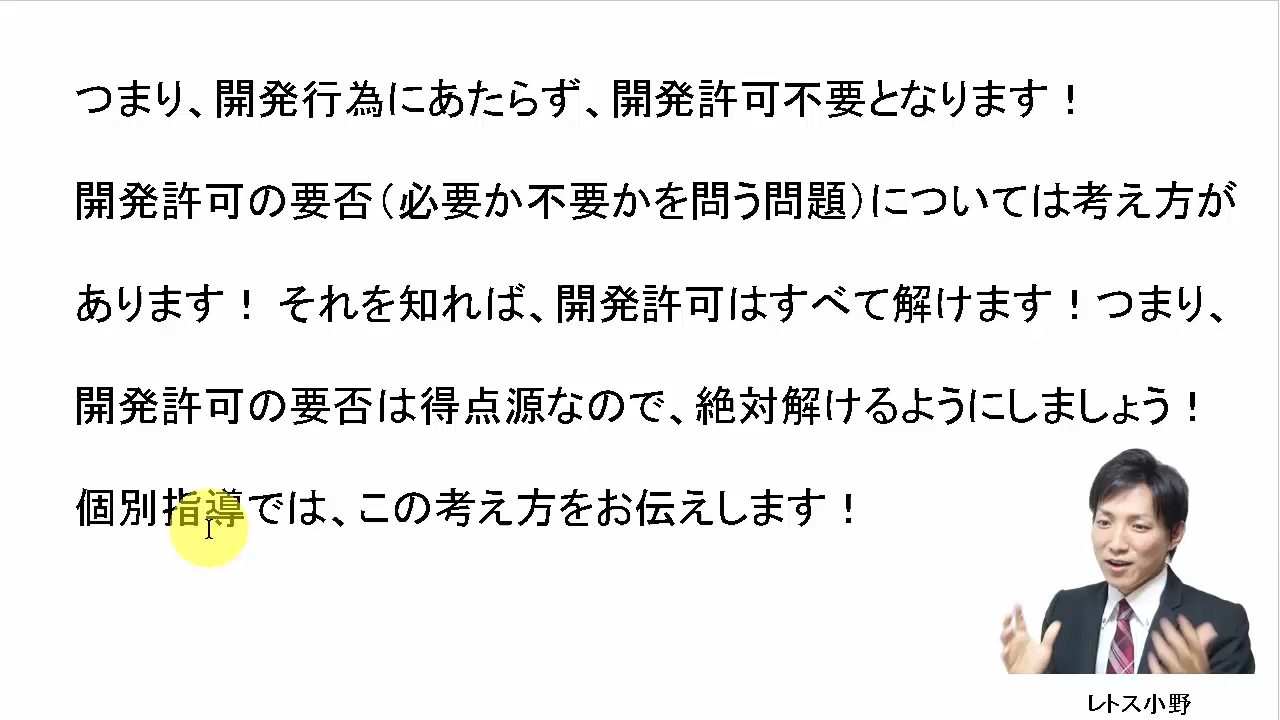 つまり、開発行為にあたらず、開発許可不要となります！
開発許可の要否（必要か不要かを問う問題）については考え方が
あります！ それを知れば、開発許可はすべて解けます！つまり、
開発許可の要否は得点源なので、絶対解けるようにしましょう！
個別指導では、この考え方をお伝えします！
レトス小野